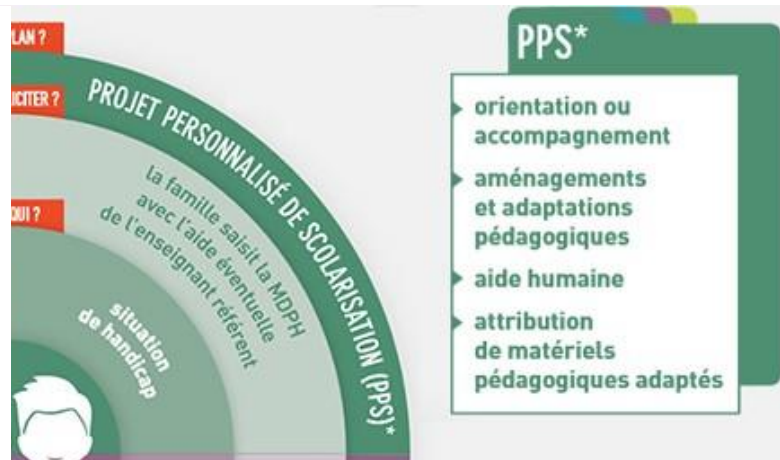 LAN ?
ICITER ?
QUI ?
PROJET PERSONNALISÉ DE SCOLARISATION (PPS)*
la famille saisit la MDPH
avec l'aide éventuelle
de l'enseignant référent
situation
de handicap
PPS*
orientation ou
accompagnement
aménagements
et adaptations
pédagogiques
aide humaine
attribution
de matériels
pédagogiques adaptés